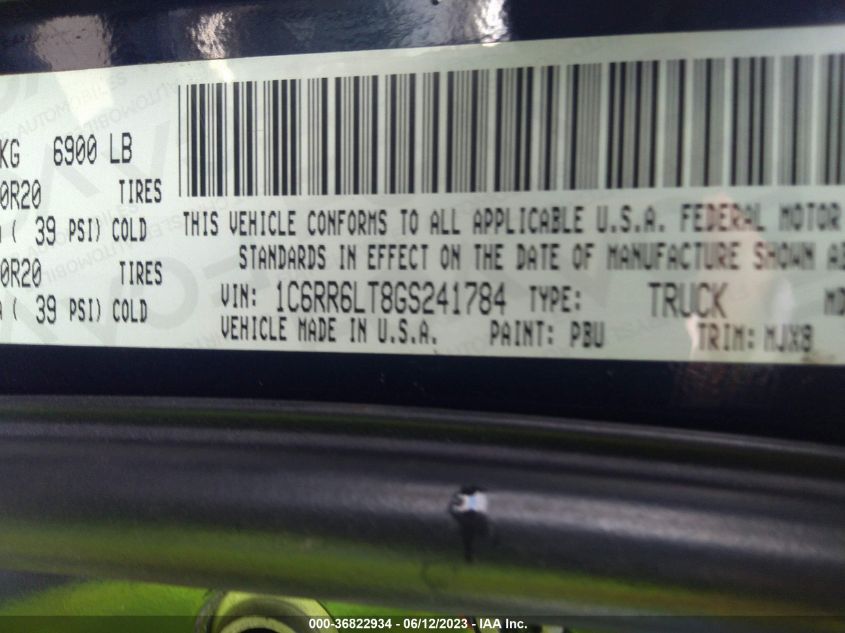 KG 6900 LB
0R20 TIRES
( 39 PSI) COLD
0R20 TIRES
( 39 PSI) COLD
THIS VEHICLE CONFORMS TO ALL APPLICABLE U.S.A. FEDERAL MOTOR
STANDARDS IN EFFECT ON THE DATE OF MANUFACTURE SHOWN AB
VIN: 1C6RR6LT8GS241784 TYPE: TRUCK MD
VEHICLE MADE IN U.S.A. PAINT: PBU TRIM: MJX8
000-36822934 - 06/12/2023 - IAA Inc.